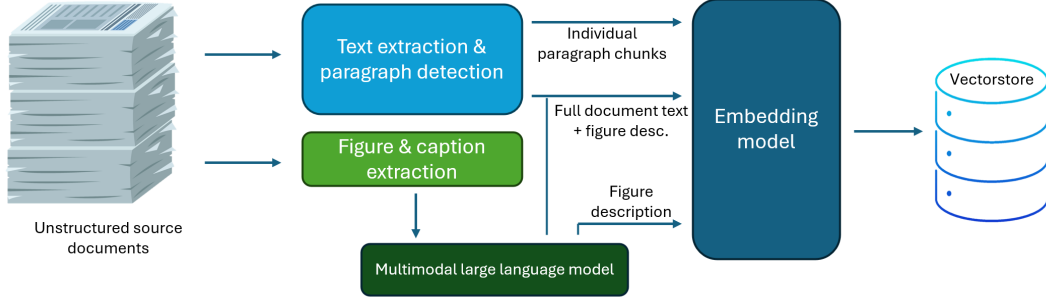 Text extraction &
paragraph detection
Individual
paragraph chunks
Full document text
+ figure desc.
Embedding
model
Vectorstore
Figure & caption
extraction
Figure
description
Unstructured source
documents
Multimodal large language model